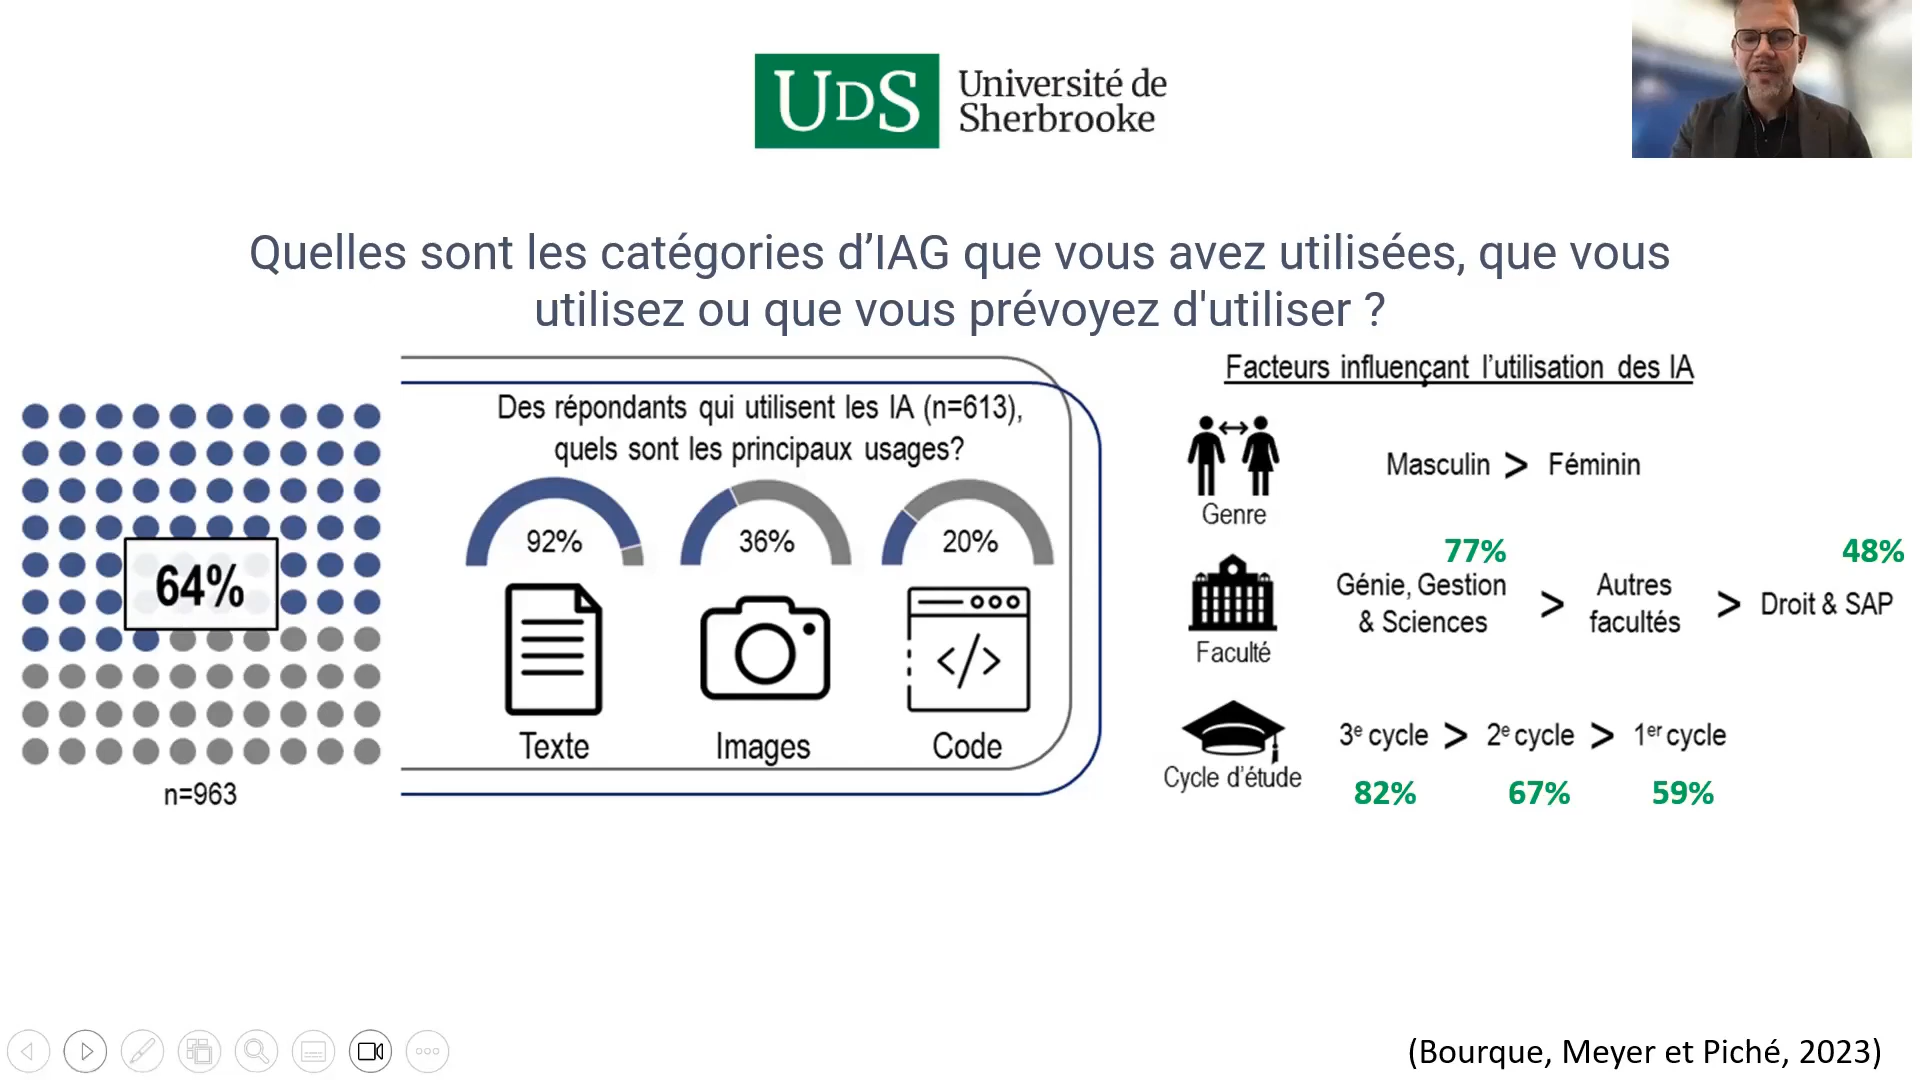 UDS
Université de
Sherbrooke
Quelles sont les catégories d’IAG que vous avez utilisées, que vous
utilisez ou que vous prévoyez d'utiliser ?
64%
n=963
Des répondants qui utilisent les IA (n=613),
quels sont les principaux usages?
92%
36%
20%
</>
Texte
Images
Code
Facteurs influençant l’utilisation des IA
Genre
Masculin > Féminin
77%
48%
Faculté
Génie, Gestion
& Sciences
>
Autres
facultés
>
Droit & SAP
Cycle d’étude
3e cycle > 2e cycle > 1er cycle
82%
67%
59%
(Bourque, Meyer et Piché, 2023)